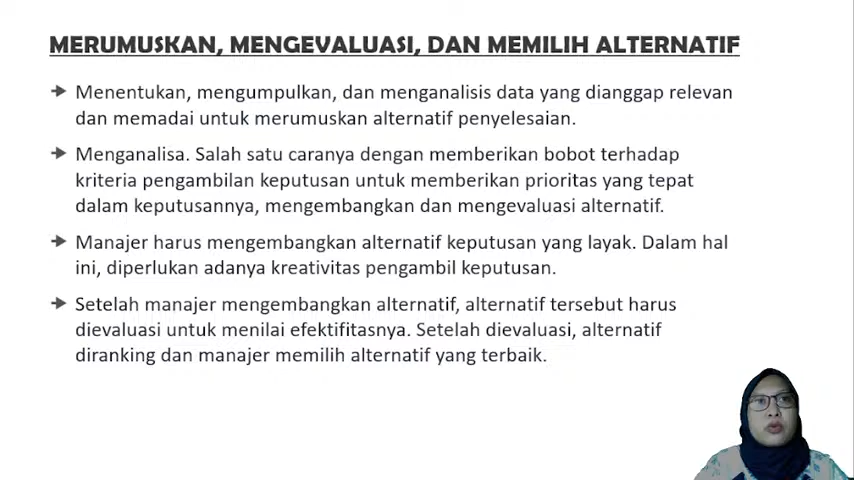 MERUMUSKAN, MENGEVALUASI, DAN MEMILIH ALTERNATIF
Menentukan, mengumpulkan, dan menganalisis data yang dianggap relevan
dan memadai untuk merumuskan alternatif penyelesaian.
Menganalisa. Salah satu caranya dengan memberikan bobot terhadap
kriteria pengambilan keputusan untuk memberikan prioritas yang tepat
dalam keputusannya, mengembangkan dan mengevaluasi alternatif.
Manajer harus mengembangkan alternatif keputusan yang layak. Dalam hal
ini, diperlukan adanya kreativitas pengambil keputusan.
Setelah manajer mengembangkan alternatif, alternatif tersebut harus
dievaluasi untuk menilai efektifitasnya. Setelah dievaluasi, alternatif
diranking dan manajer memilih alternatif yang terbaik.